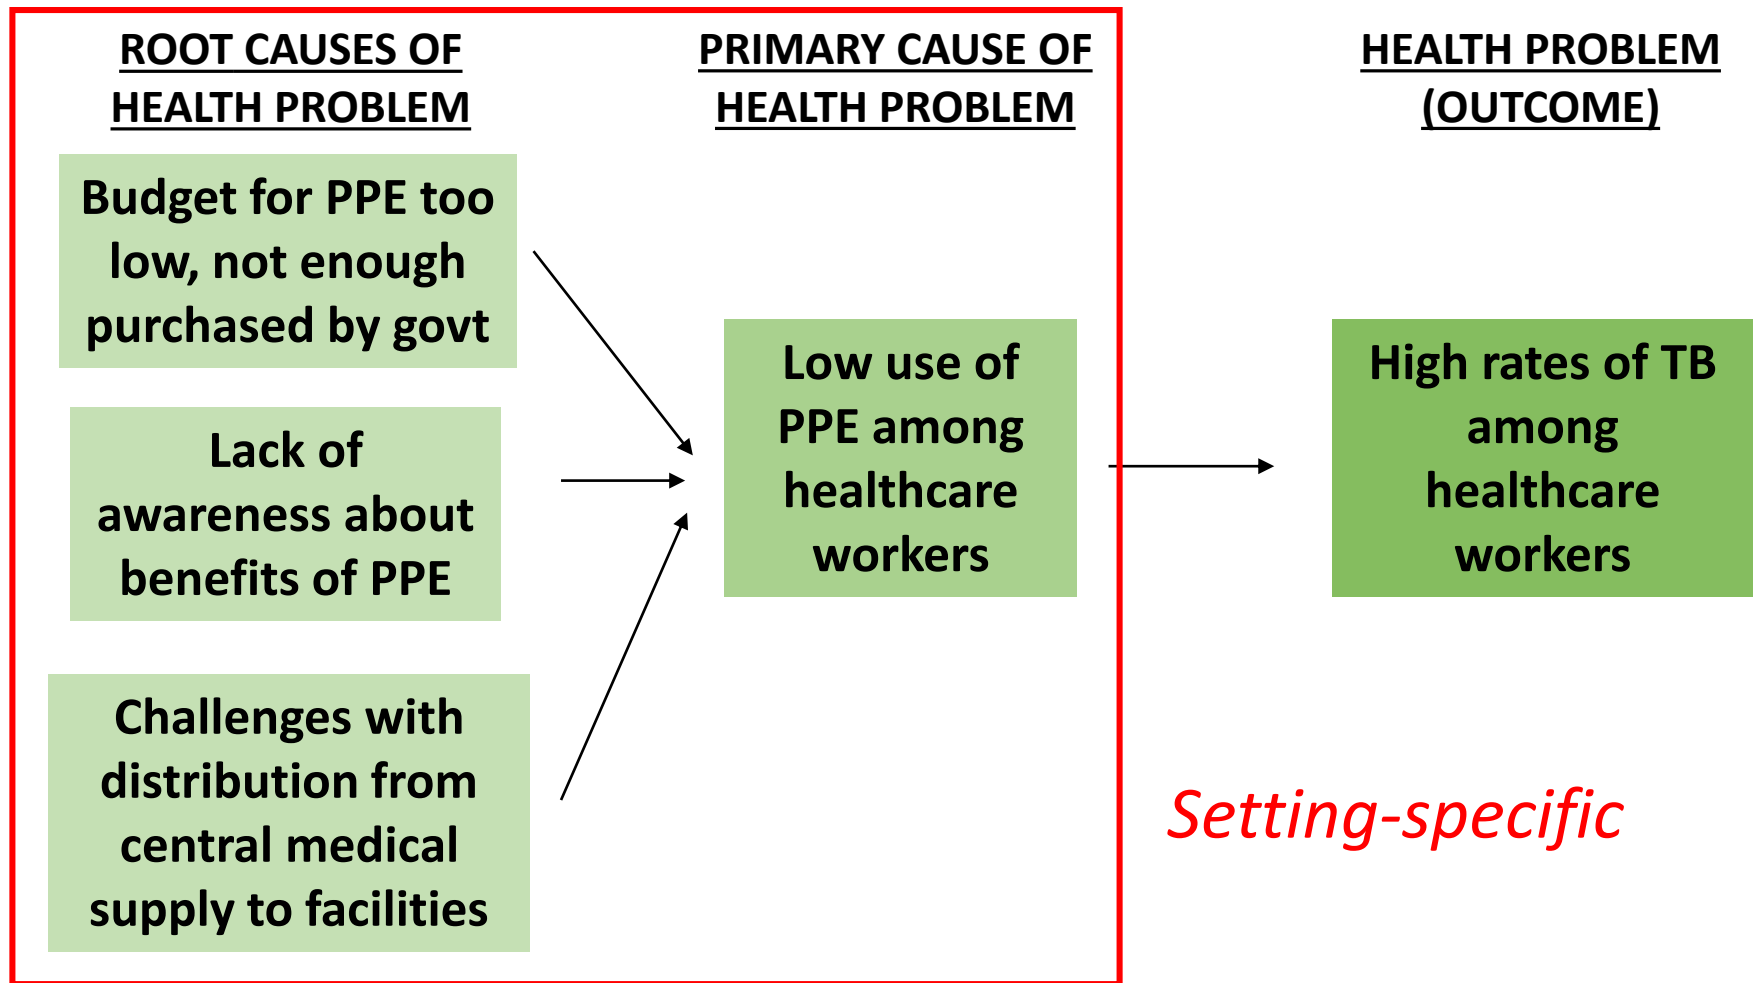 ROOT CAUSES OF
HEALTH PROBLEM
Budget for PPE too
low, not enough
purchased by govt
Lack of
awareness about
benefits of PPE
Challenges with
distribution from
central medical
supply to facilities
PRIMARY CAUSE OF
HEALTH PROBLEM
Low use of
PPE among
healthcare
workers
HEALTH PROBLEM
(OUTCOME)
High rates of TB
among
healthcare
workers
Setting-specific